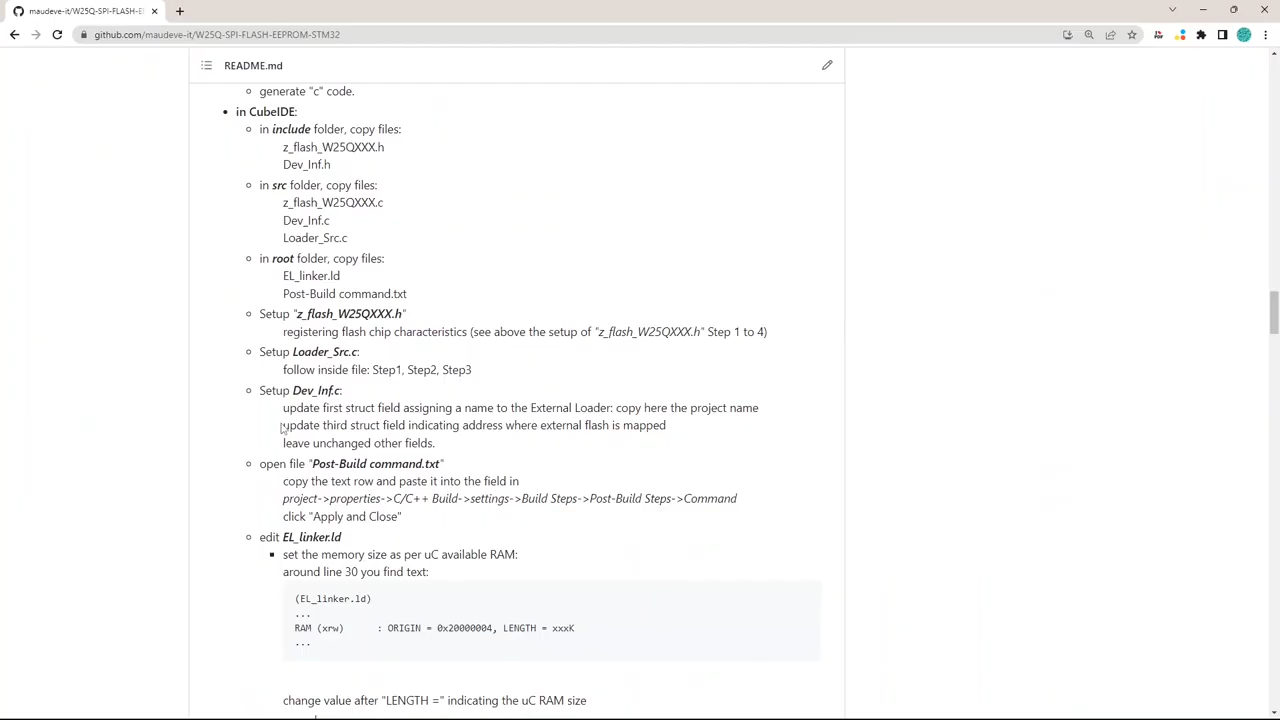 maudeve-it/W25Q-SPI-FLASH-E
github.com/maudeve-it/W25Q-SPI-FLASH-EEPROM-STM32
README.md
generate "c" code.
in CubeIDE:
in include folder, copy files:
z_flash_W25QXXX.h
Dev_Inf.h
in src folder, copy files:
z_flash_W25QXXX.c
Dev_Inf.c
Loader_Src.c
in root folder, copy files:
EL_linker.ld
Post-Build command.txt
Setup "z_flash_W25QXXX.h"
registering flash chip characteristics (see above the setup of "z_flash_W25QXXX.h" Step 1 to 4)
Setup Loader_Src.c:
follow inside file: Step1, Step2, Step3
Setup Dev_Inf.c:
update first struct field assigning a name to the External Loader: copy here the project name
update third struct field indicating address where external flash is mapped
leave unchanged other fields.
open file "Post-Build command.txt"
copy the text row and paste it into the field in
project->properties->C/C++ Build->settings->Build Steps->Post-Build Steps->Command
click "Apply and Close"
edit EL_linker.ld
set the memory size as per uC available RAM:
around line 30 you find text:
(EL_linker.ld)
...
RAM (xrw) : ORIGIN = 0x20000004, LENGTH = xxxK
...
change value after "LENGTH =" indicating the uC RAM size